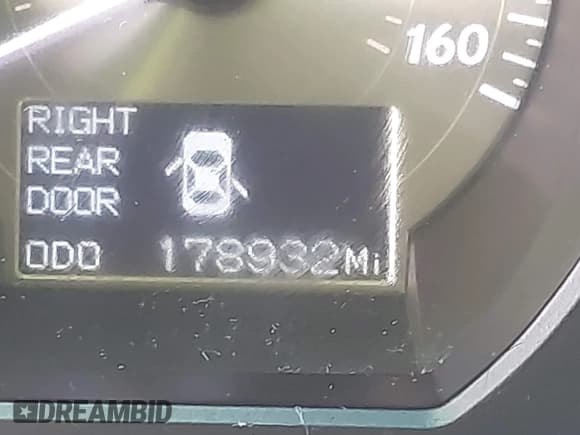 160
RIGHT
REAR
DOOR
ODO 178932Mi
DREAMBID